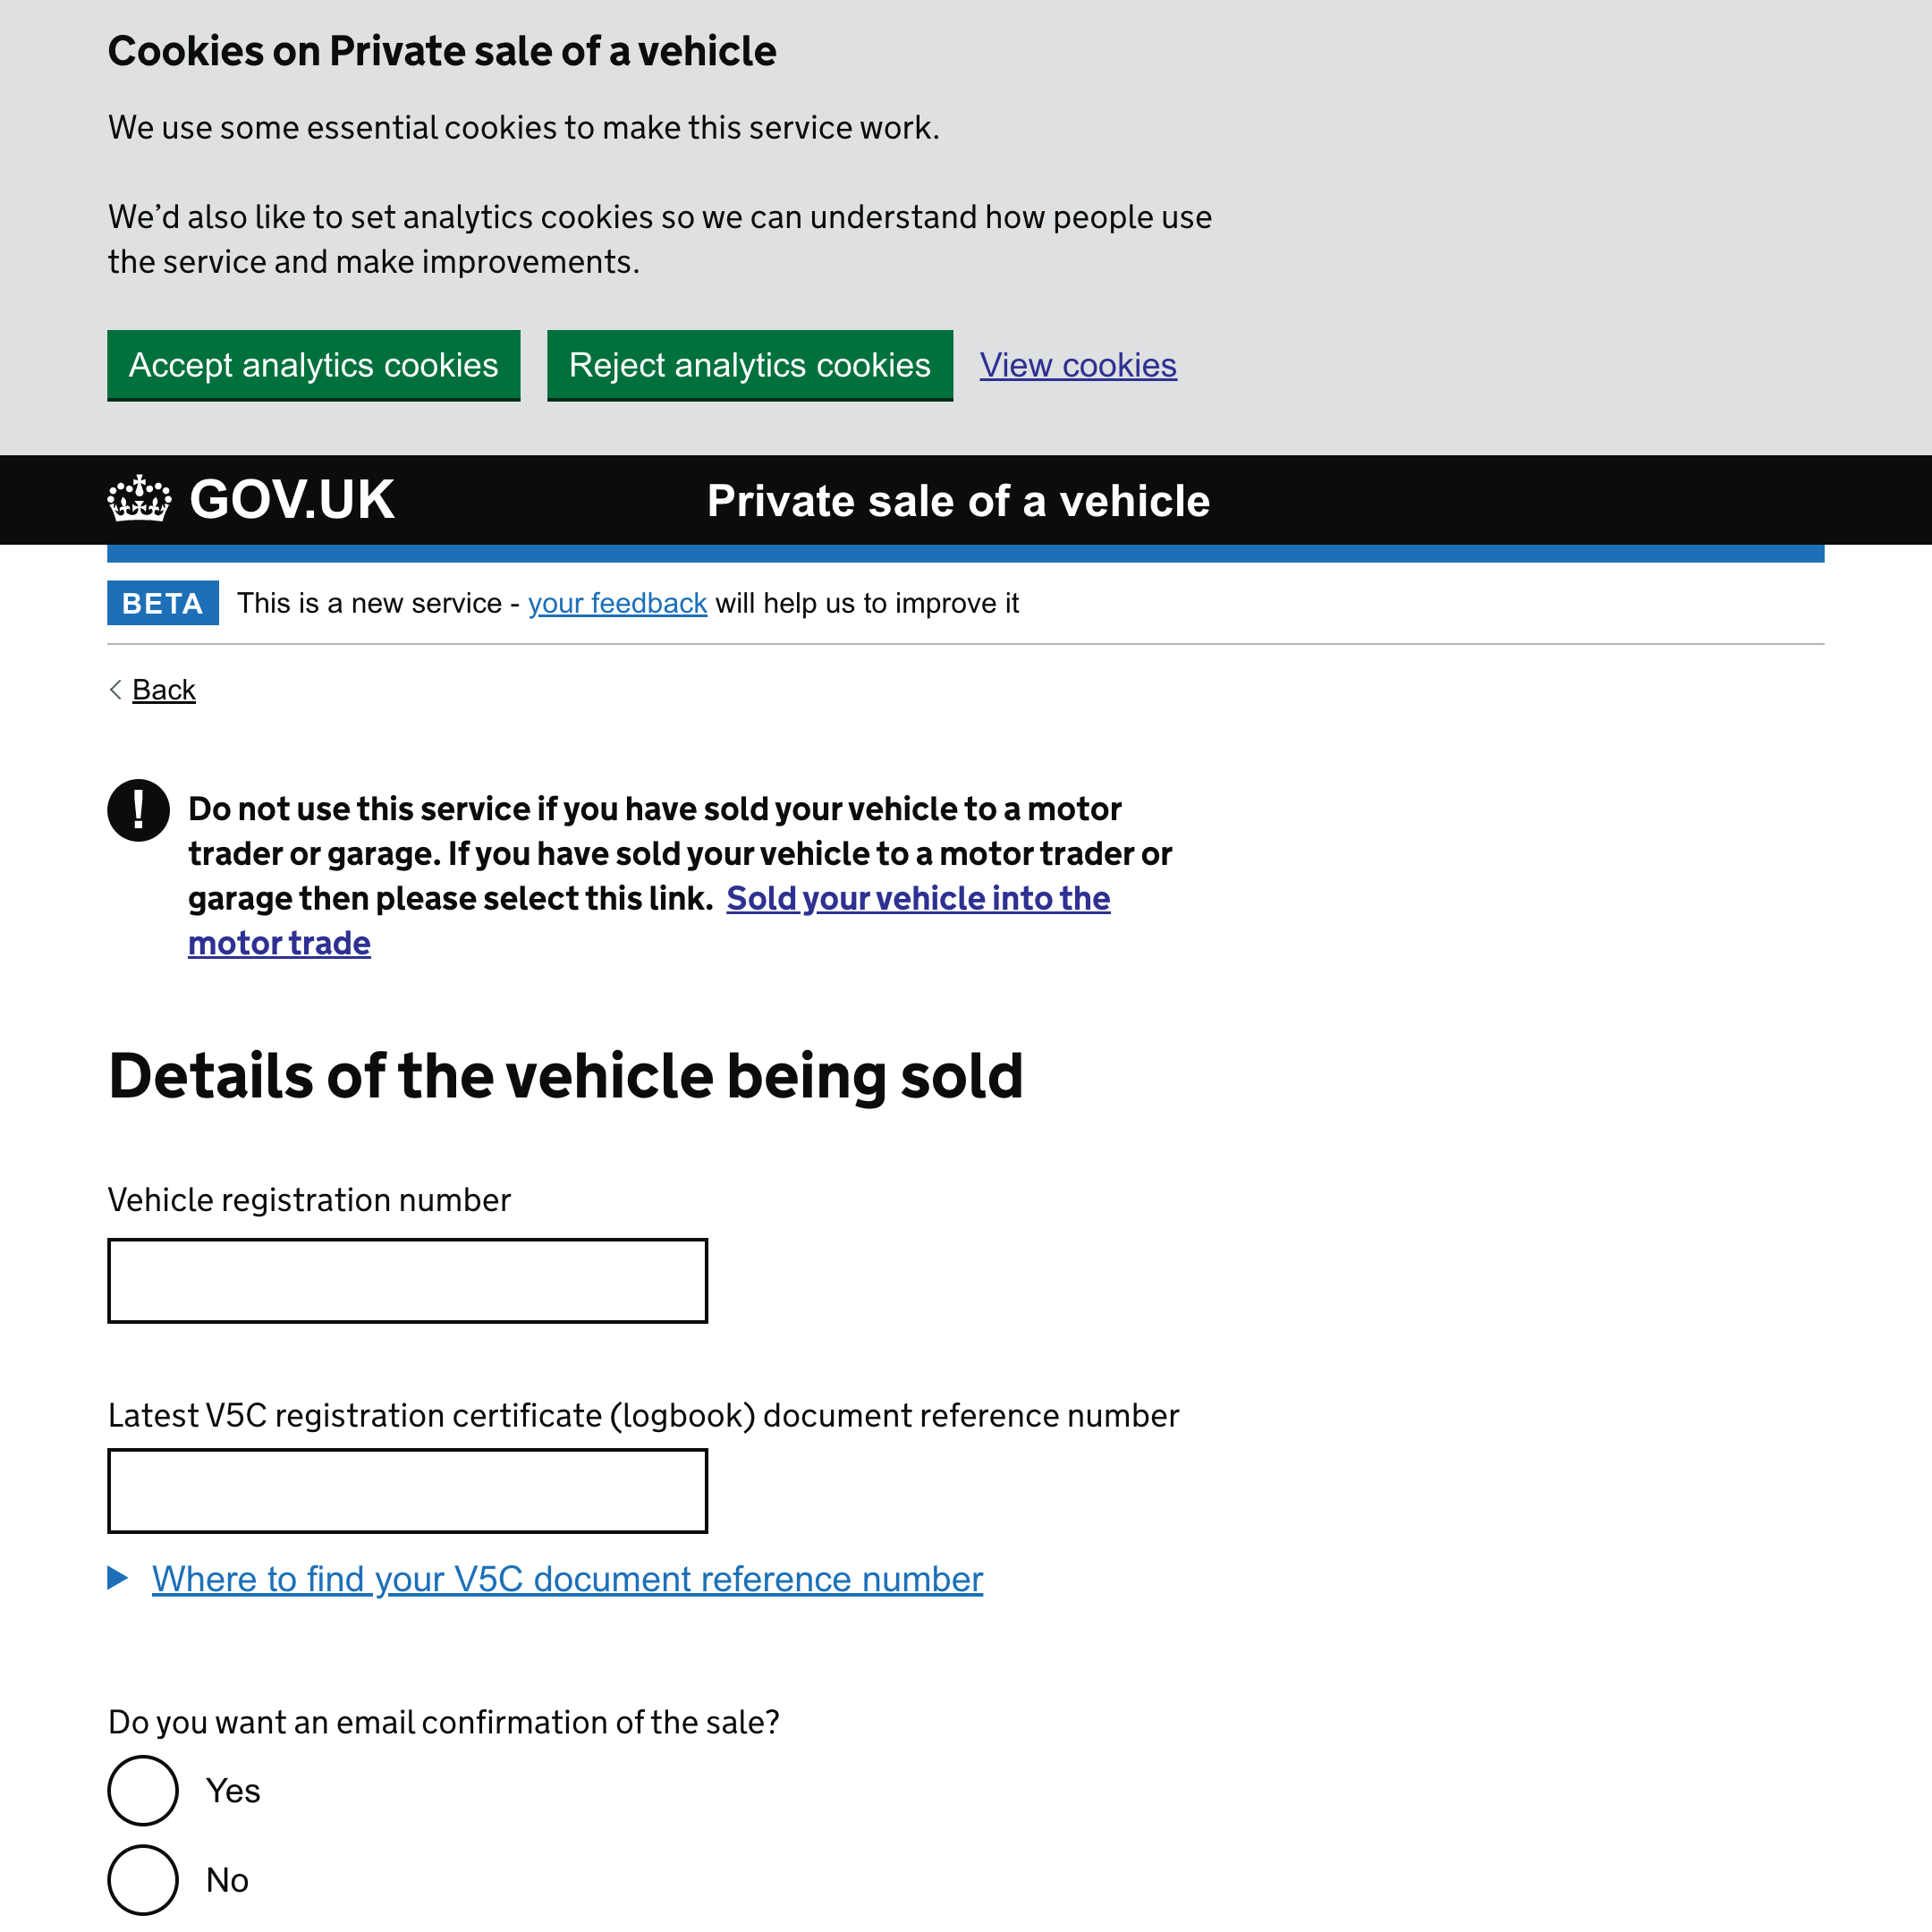 Cookies on Private sale of a vehicle
We use some essential cookies to make this service work.
We’d also like to set analytics cookies so we can understand how people use
the service and make improvements.
Accept analytics cookies Reject analytics cookies View cookies
GOV.UK Private sale of a vehicle
BETA This is a new service - your feedback will help us to improve it
Back
! Do not use this service if you have sold your vehicle to a motor
trader or garage. If you have sold your vehicle to a motor trader or
garage then please select this link. Sold your vehicle into the
motor trade
Details of the vehicle being sold
Vehicle registration number
Latest V5C registration certificate (logbook) document reference number
Where to find your V5C document reference number
Do you want an email confirmation of the sale?
Yes
No